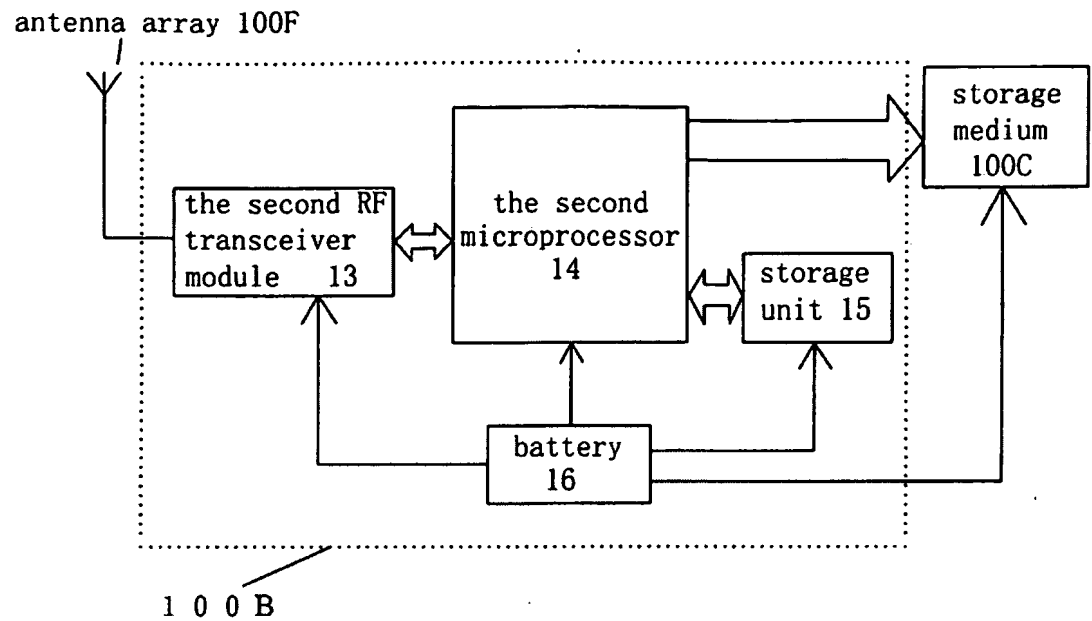 antenna array 100F
storage
medium
100C
the second RF
transceiver
module 13
the second
microprocessor
14
storage
unit 15
battery
16
1 0 0 B